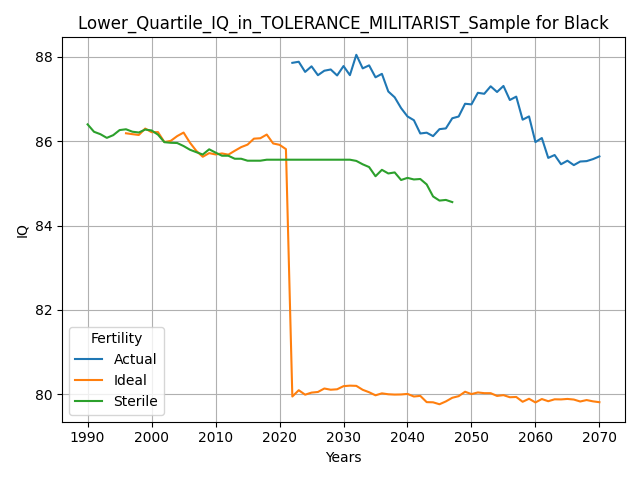 Lower_Quartile_IQ_in_TOLERANCE_MILITARIST_Sample for Black
IQ
88
86
84
82
80
Fertility
Actual
Ideal
Sterile
1990 2000 2010 2020 2030 2040 2050 2060 2070
Years